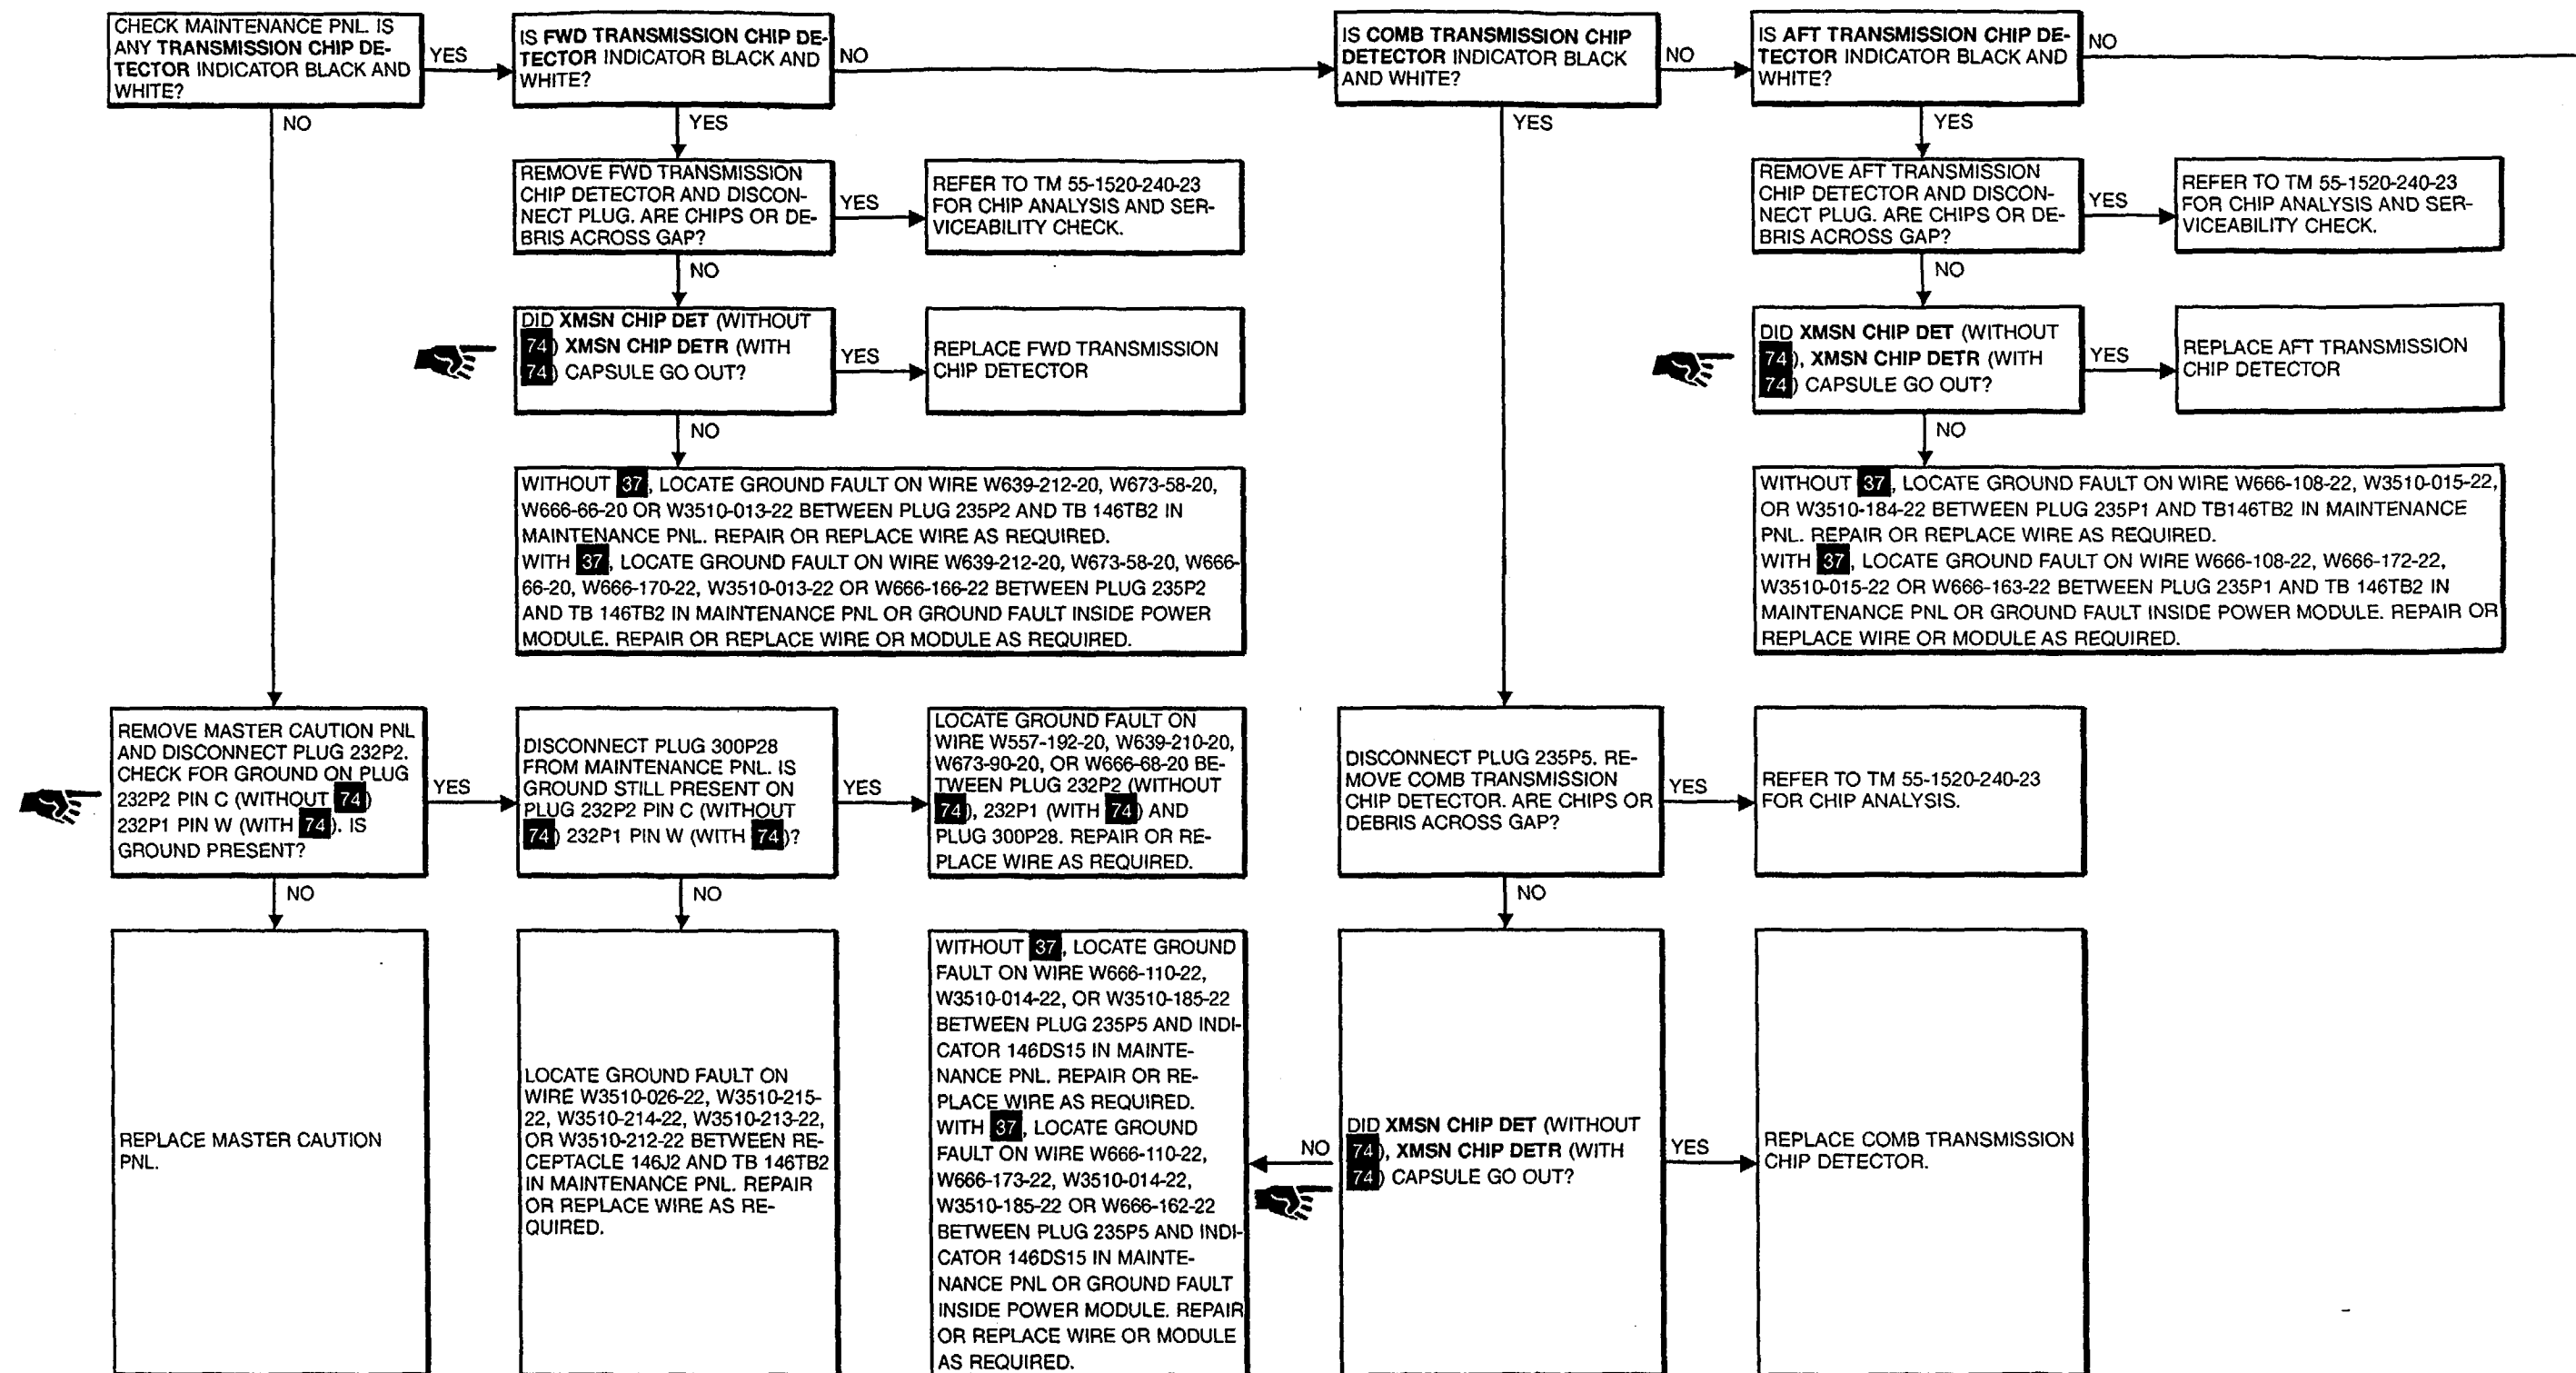 CHECK MAINTENANCE PNL. IS
ANY TRANSMISSION CHIP DE-
TECTOR INDICATOR BLACK AND
WHITE?
YES
NO
IS FWD TRANSMISSION CHIP DE-
TECTOR INDICATOR BLACK AND
WHITE?
NO
YES
IS COMB TRANSMISSION CHIP
DETECTOR INDICATOR BLACK
AND WHITE?
NO
YES
IS AFT TRANSMISSION CHIP DE-
TECTOR INDICATOR BLACK AND
WHITE?
NO
YES
REMOVE FWD TRANSMISSION
CHIP DETECTOR AND DISCON-
NECT PLUG. ARE CHIPS OR DE-
BRIS ACROSS GAP?
YES
NO
REFER TO TM 55-1520-240-23
FOR CHIP ANALYSIS AND SER-
VICEABILITY CHECK.
REMOVE AFT TRANSMISSION
CHIP DETECTOR AND DISCON-
NECT PLUG. ARE CHIPS OR DE-
BRIS ACROSS GAP?
YES
NO
REFER TO TM 55-1520-240-23
FOR CHIP ANALYSIS AND SER-
VICEABILITY CHECK.
DID XMSN CHIP DET (WITHOUT
74) XMSN CHIP DETR (WITH
74) CAPSULE GO OUT?
YES
NO
REPLACE FWD TRANSMISSION
CHIP DETECTOR
DID XMSN CHIP DET (WITHOUT
74), XMSN CHIP DETR (WITH
74) CAPSULE GO OUT?
YES
NO
REPLACE AFT TRANSMISSION
CHIP DETECTOR
WITHOUT 37, LOCATE GROUND FAULT ON WIRE W639-212-20, W673-58-20,
W666-66-20 OR W3510-013-22 BETWEEN PLUG 235P2 AND TB 146TB2 IN
MAINTENANCE PNL. REPAIR OR REPLACE WIRE AS REQUIRED.
WITH 37, LOCATE GROUND FAULT ON WIRE W639-212-20, W673-58-20, W666-
66-20, W666-170-22, W3510-013-22 OR W666-166-22 BETWEEN PLUG 235P2
AND TB 146TB2 IN MAINTENANCE PNL OR GROUND FAULT INSIDE POWER
MODULE. REPAIR OR REPLACE WIRE OR MODULE AS REQUIRED.
WITHOUT 37, LOCATE GROUND FAULT ON WIRE W666-108-22, W3510-015-22,
OR W3510-184-22 BETWEEN PLUG 235P1 AND TB146TB2 IN MAINTENANCE
PNL. REPAIR OR REPLACE WIRE AS REQUIRED.
WITH 37, LOCATE GROUND FAULT ON WIRE W666-108-22, W666-172-22,
W3510-015-22 OR W666-163-22 BETWEEN PLUG 235P1 AND TB 146TB2 IN
MAINTENANCE PNL OR GROUND FAULT INSIDE POWER MODULE. REPAIR OR
REPLACE WIRE OR MODULE AS REQUIRED.
REMOVE MASTER CAUTION PNL
AND DISCONNECT PLUG 232P2.
CHECK FOR GROUND ON PLUG
232P2 PIN C (WITHOUT 74)
232P1 PIN W (WITH 74). IS
GROUND PRESENT?
YES
NO
DISCONNECT PLUG 300P28
FROM MAINTENANCE PNL. IS
GROUND STILL PRESENT ON
PLUG 232P2 PIN C (WITHOUT
74) 232P1 PIN W (WITH 74)?
YES
NO
LOCATE GROUND FAULT ON
WIRE W557-192-20, W639-210-20,
W673-90-20, OR W666-68-20 BE-
TWEEN PLUG 232P2 (WITHOUT
74), 232P1 (WITH 74) AND
PLUG 300P28. REPAIR OR RE-
PLACE WIRE AS REQUIRED.
DISCONNECT PLUG 235P5. RE-
MOVE COMB TRANSMISSION
CHIP DETECTOR. ARE CHIPS OR
DEBRIS ACROSS GAP?
YES
NO
REFER TO TM 55-1520-240-23
FOR CHIP ANALYSIS.
REPLACE MASTER CAUTION
PNL.
LOCATE GROUND FAULT ON
WIRE W3510-026-22, W3510-215-
22, W3510-214-22, W3510-213-22,
OR W3510-212-22 BETWEEN RE-
CEPTACLE 146J2 AND TB 146TB2
IN MAINTENANCE PNL. REPAIR
OR REPLACE WIRE AS RE-
QUIRED.
WITHOUT 37, LOCATE GROUND
FAULT ON WIRE W666-110-22,
W3510-014-22, OR W3510-185-22
BETWEEN PLUG 235P5 AND INDI-
CATOR 146DS15 IN MAINTE-
NANCE PNL. REPAIR OR RE-
PLACE WIRE AS REQUIRED.
WITH 37, LOCATE GROUND
FAULT ON WIRE W666-110-22,
W666-173-22, W3510-014-22,
W3510-185-22 OR W666-162-22
BETWEEN PLUG 235P5 AND INDI-
CATOR 146DS15 IN MAINTE-
NANCE PNL OR GROUND FAULT
INSIDE POWER MODULE. REPAIR
OR REPLACE WIRE OR MODULE
AS REQUIRED.
NO
DID XMSN CHIP DET (WITHOUT
74), XMSN CHIP DETR (WITH
74) CAPSULE GO OUT?
YES
REPLACE COMB TRANSMISSION
CHIP DETECTOR.